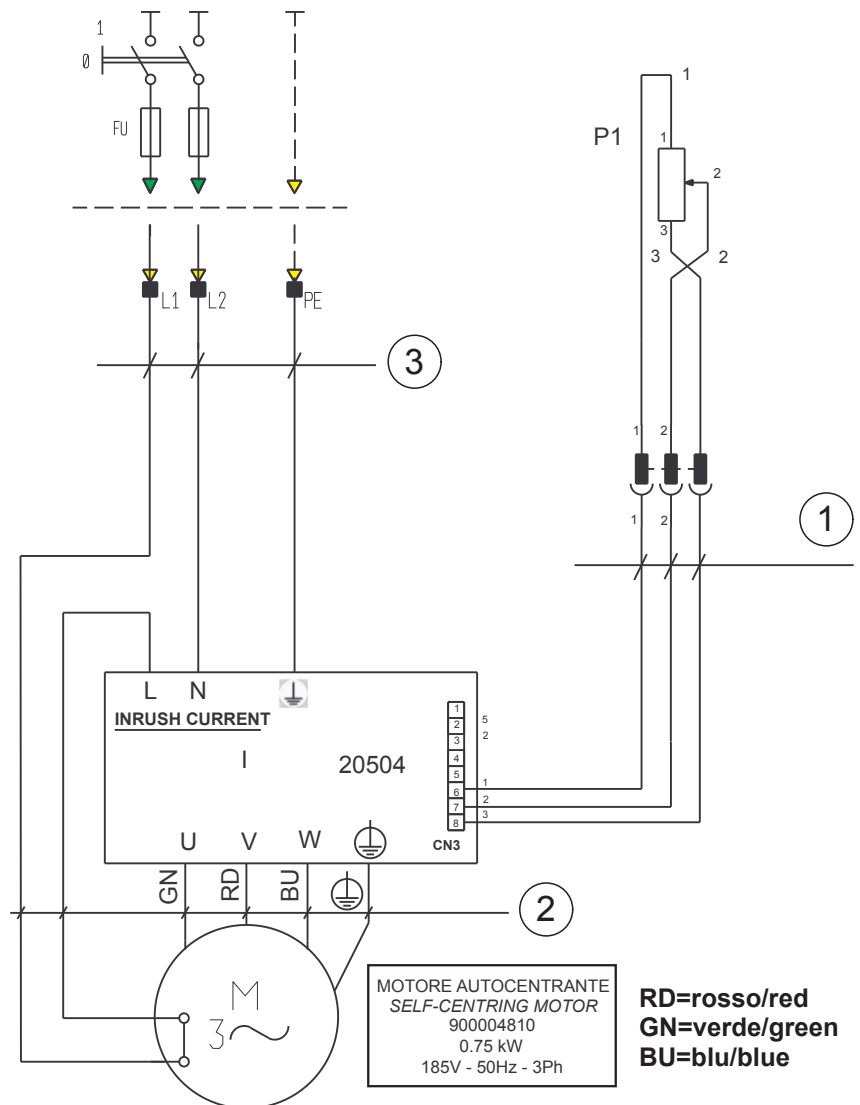 1
0
FU
L1
L2
PE
3
P1
1
1
2
3
3
2
1
2
1
2
1
L
N
INRUSH CURRENT
I
20504
1
2
3
4
5
6
7
8
5
2
1
2
3
CN3
U
V
W
GN
RD
BU
2
M
3
MOTORE AUTOCENTRANTE
SELF-CENTRING MOTOR
900004810
0.75 kW
185V - 50Hz - 3Ph
RD=rosso/red
GN=verde/green
BU=blu/blue